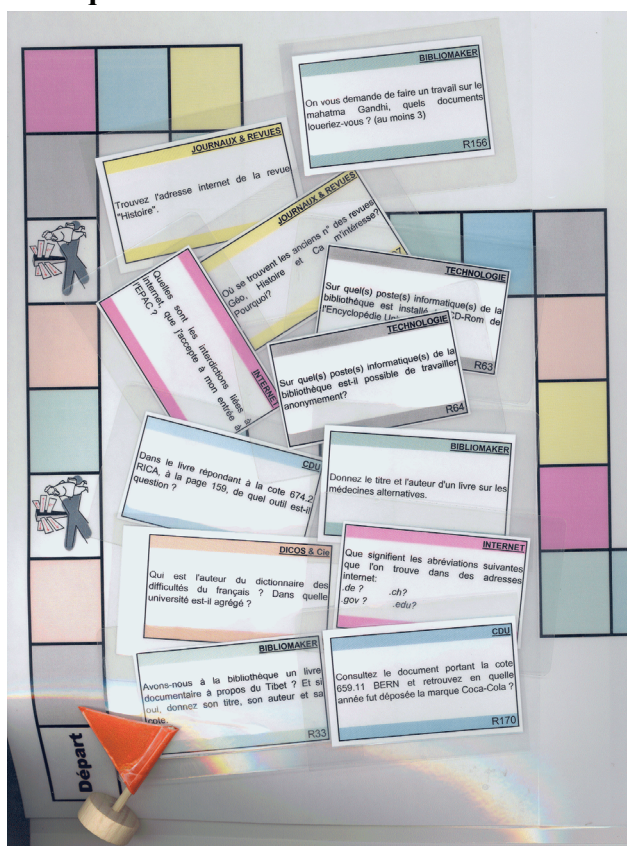 BIBLIOMAKER
On vous demande de faire un travail sur le
mahatma Gandhi, quels documents
loueriez-vous ? (au moins 3)
R156
JOURNAUX & REVUES
Trouvez l'adresse internet de la revue
"Histoire".
JOURNAUX & REVUES
Où se trouvent les anciens n° des revues
Géo, Histoire et Ca m'intéresse?
Pourquoi?
INTERNET
Quelles sont les interdictions liées à
internet, que j'accepte à mon entrée à
l'EPAC ?
TECHNOLOGIE
Sur quel(s) poste(s) informatique(s) de la
bibliothèque est installé CD-Rom de
l'Encyclopédie
R63
TECHNOLOGIE
Sur quel(s) poste(s) informatique(s) de la
bibliothèque est-il possible de travailler
anonymement?
R64
CDU
Dans le livre répondant à la cote 674.2
RICA, à la page 159, de quel outil est-il
question ?
BIBLIOMAKER
Donnez le titre et l'auteur d'un livre sur les
médecines alternatives.
DICOS & Cie
Qui est l'auteur du dictionnaire des
difficultés du français ? Dans quelle
université est-il agrégé ?
INTERNET
Que signifient les abréviations suivantes
que l'on trouve dans des adresses
internet:
.de ? .ch?
.gov ? .edu?
BIBLIOMAKER
Avons-nous à la bibliothèque un livre
documentaire à propos du Tibet ? Et si
oui, donnez son titre, son auteur et sa
cote.
R33
CDU
Consultez le document portant la cote
659.11 BERN et retrouvez en quelle
année fut déposée la marque Coca-Cola ?
R170
Départ